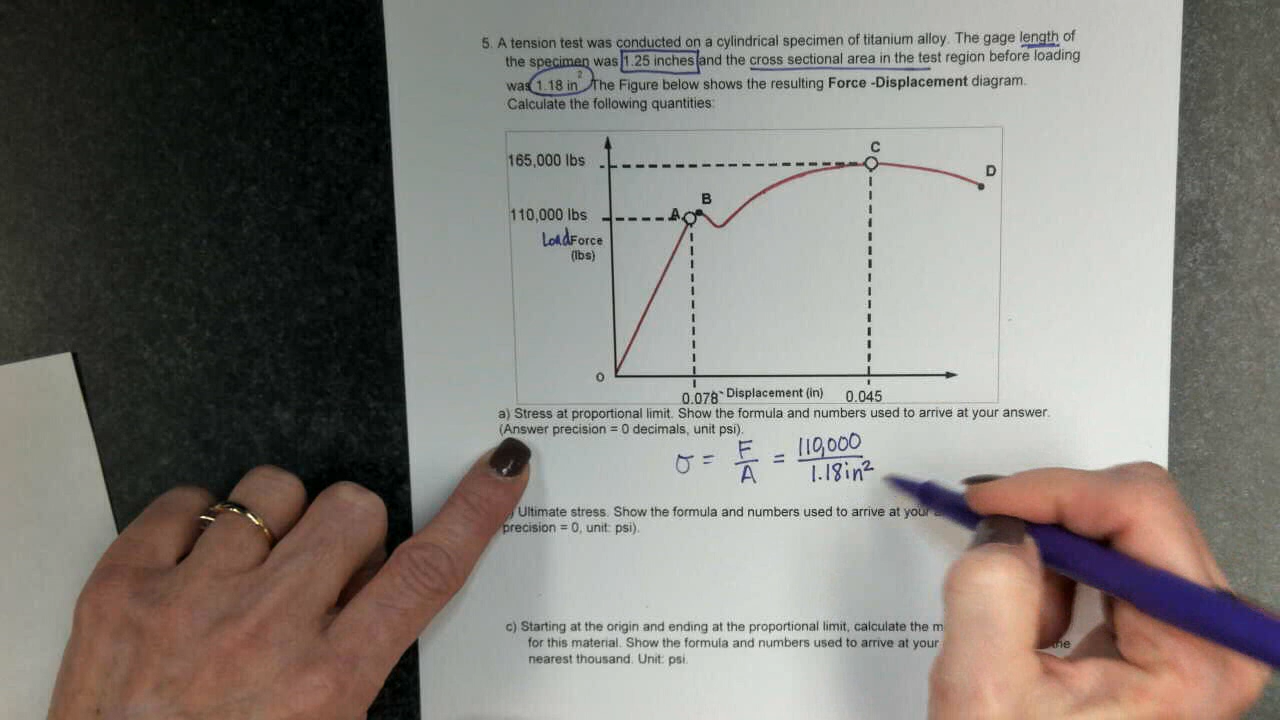 5. A tension test was conducted on a cylindrical specimen of titanium alloy. The gage length of
the specimen was 1.25 inches and the cross sectional area in the test region before loading
was 1.18 in² The Figure below shows the resulting Force -Displacement diagram.
Calculate the following quantities:
C
165,000 lbs
D
B
A
110,000 lbs
Load Force
(lbs)
O
0.078 Displacement (in) 0.045
a) Stress at proportional limit. Show the formula and numbers used to arrive at your answer.
(Answer precision = 0 decimals, unit psi).
σ = F/A = 110,000/1.18in²
) Ultimate stress. Show the formula and numbers used to arrive at your
precision = 0, unit: psi).
c) Starting at the origin and ending at the proportional limit, calculate the
for this material. Show the formula and numbers used to arrive at your the
nearest thousand. Unit: psi.